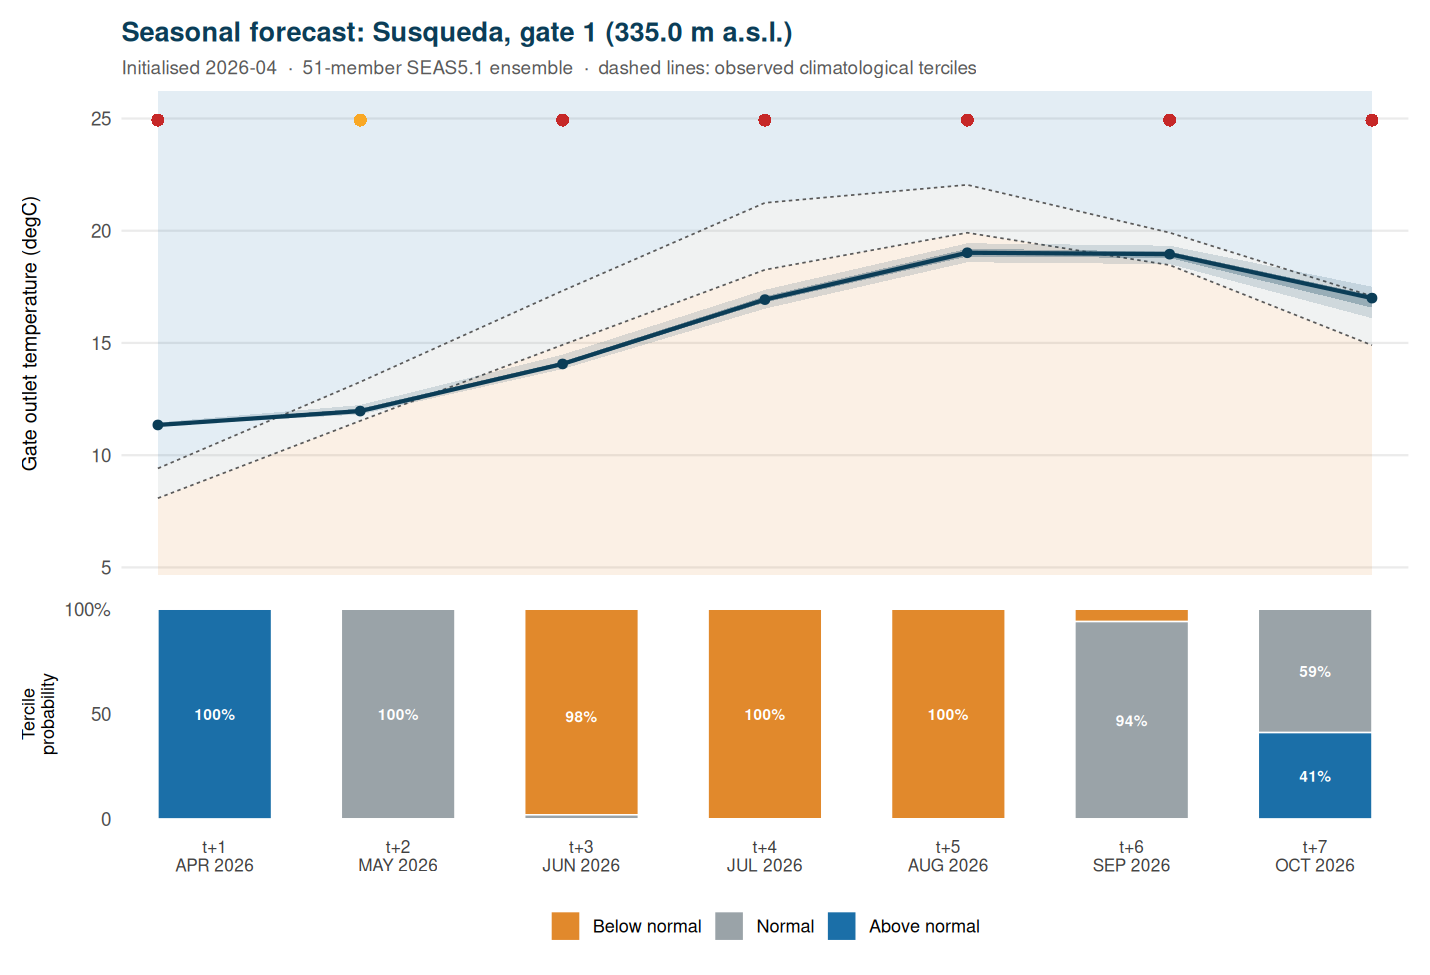 Seasonal forecast: Susqueda, gate 1 (335.0 m a.s.l.)
Initialised 2026-04 · 51-member SEAS5.1 ensemble · dashed lines: observed climatological terciles
Gate outlet temperature (degC)
25
20
15
10
5
Tercile
probability
100%
50
0
100%
100%
98%
100%
100%
94%
59%
41%
t+1
APR 2026
t+2
MAY 2026
t+3
JUN 2026
t+4
JUL 2026
t+5
AUG 2026
t+6
SEP 2026
t+7
OCT 2026
Below normal
Normal
Above normal